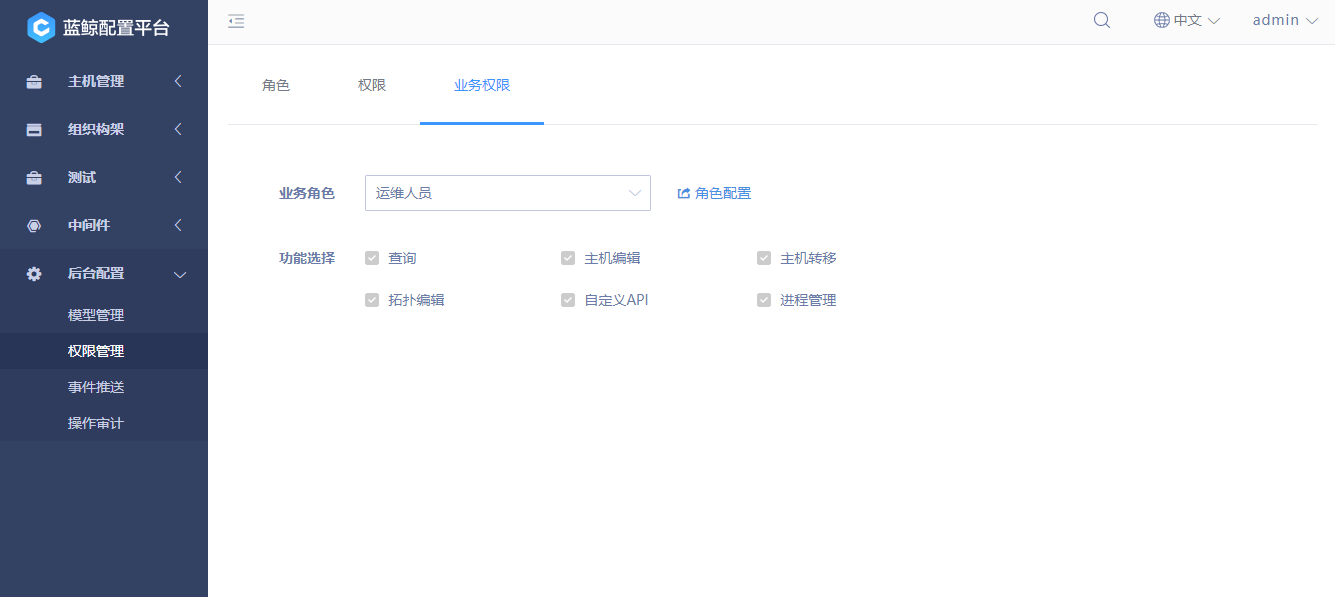 蓝鲸配置平台
主机管理
组织构架
测试
中间件
后台配置
模型管理
权限管理
事件推送
操作审计
中文 admin
角色 权限 业务权限
业务角色 运维人员 角色配置
功能选择 查询 主机编辑 主机转移
拓扑编辑 自定义API 进程管理